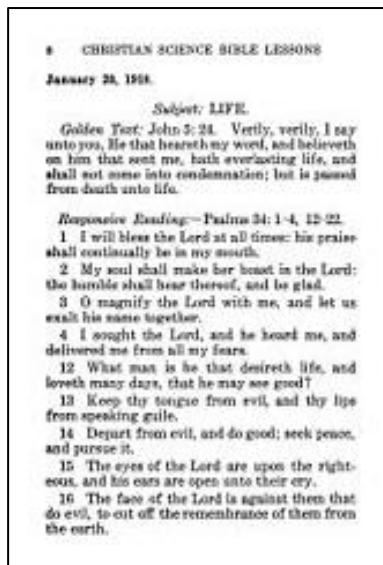 8 CHRISTIAN SCIENCE BIBLE LESSONS
January 20, 1918.
Subject: LIFE.
Golden Text: John 5: 24. Verily, verily, I say
unto you, He that heareth my word, and believeth
on him that sent me, hath everlasting life, and
shall not come into condemnation; but is passed
from death unto life.
Responsive Reading:—Psalms 34: 1-4, 12-22.
1 I will bless the Lord at all times: his praise
shall continually be in my mouth.
2 My soul shall make her boast in the Lord:
the humble shall hear thereof, and be glad.
3 O magnify the Lord with me, and let us
exalt his name together.
4 I sought the Lord, and he heard me, and
delivered me from all my fears.
12 What man is he that desireth life, and
loveth many days, that he may see good?
13 Keep thy tongue from evil, and thy lips
from speaking guile.
14 Depart from evil, and do good; seek peace,
and pursue it.
15 The eyes of the Lord are upon the right-
eous, and his ears are open unto their cry.
16 The face of the Lord is against them that
do evil, to cut off the remembrance of them from
the earth.